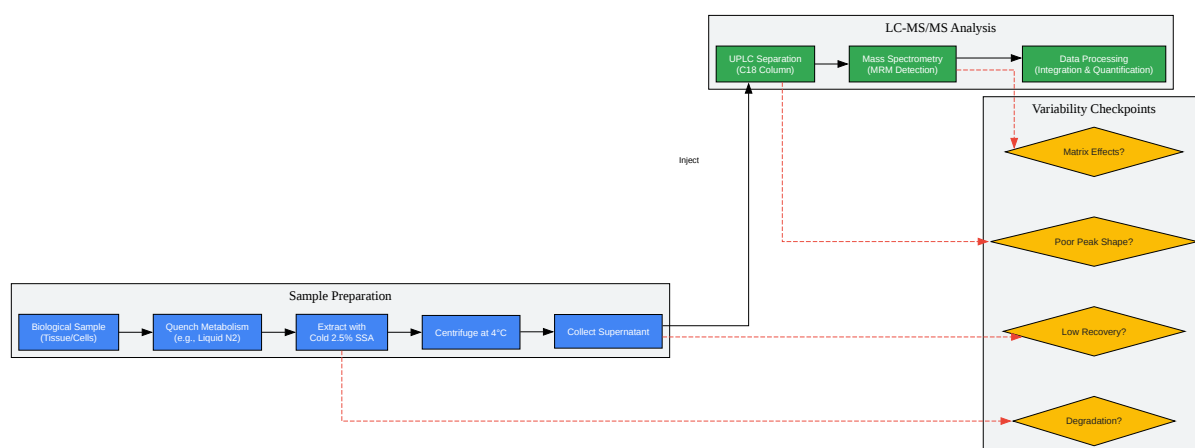 LC-MS/MS Analysis
UPLC Separation
(C18 Column)
Mass Spectrometry
(MRM Detection)
Data Processing
(Integration & Quantification)
Variability Checkpoints
Matrix Effects?
Inject
Poor Peak Shape?
Sample Preparation
Biological Sample
(Tissue/Cells)
Quench Metabolism
(e.g., Liquid N2)
Extract with
Cold 2.5% SSA
Centrifuge at 4°C
Collect Supernatant
Low Recovery?
Degradation?